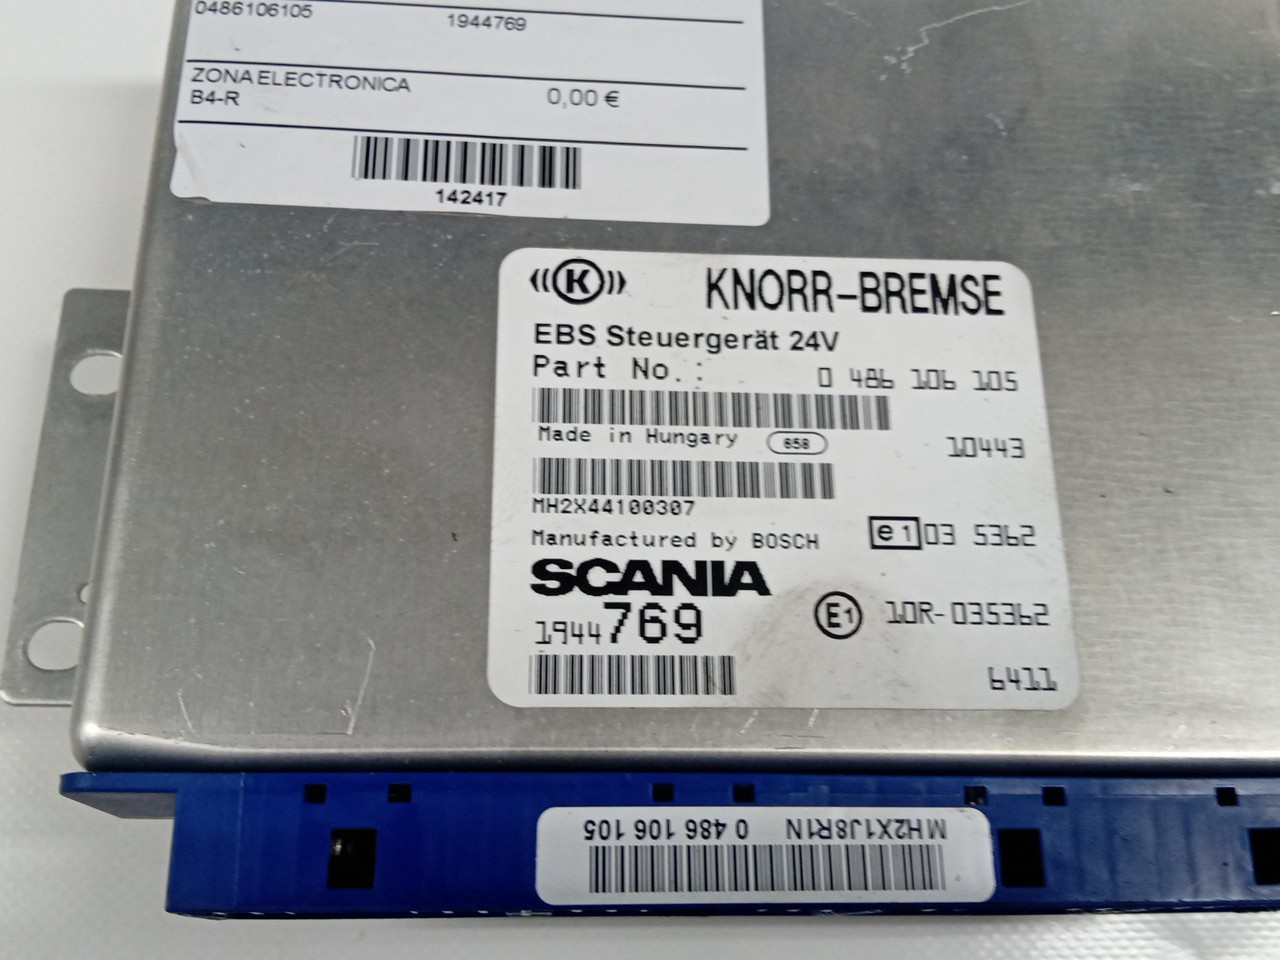 0486106105 1944769
ZONA ELECTRONICA
B4-R 0,00 €
142417
K KNORR-BREMSE
EBS Steuergerät 24V
Part No.: 0 486 106 105
Made in Hungary 658 10443
MH2X44100307
Manufactured by BOSCH e1 03 5362
SCANIA
1944769 E1 10R-035362
6411
MH2X1J8R1N 0 486 106 105